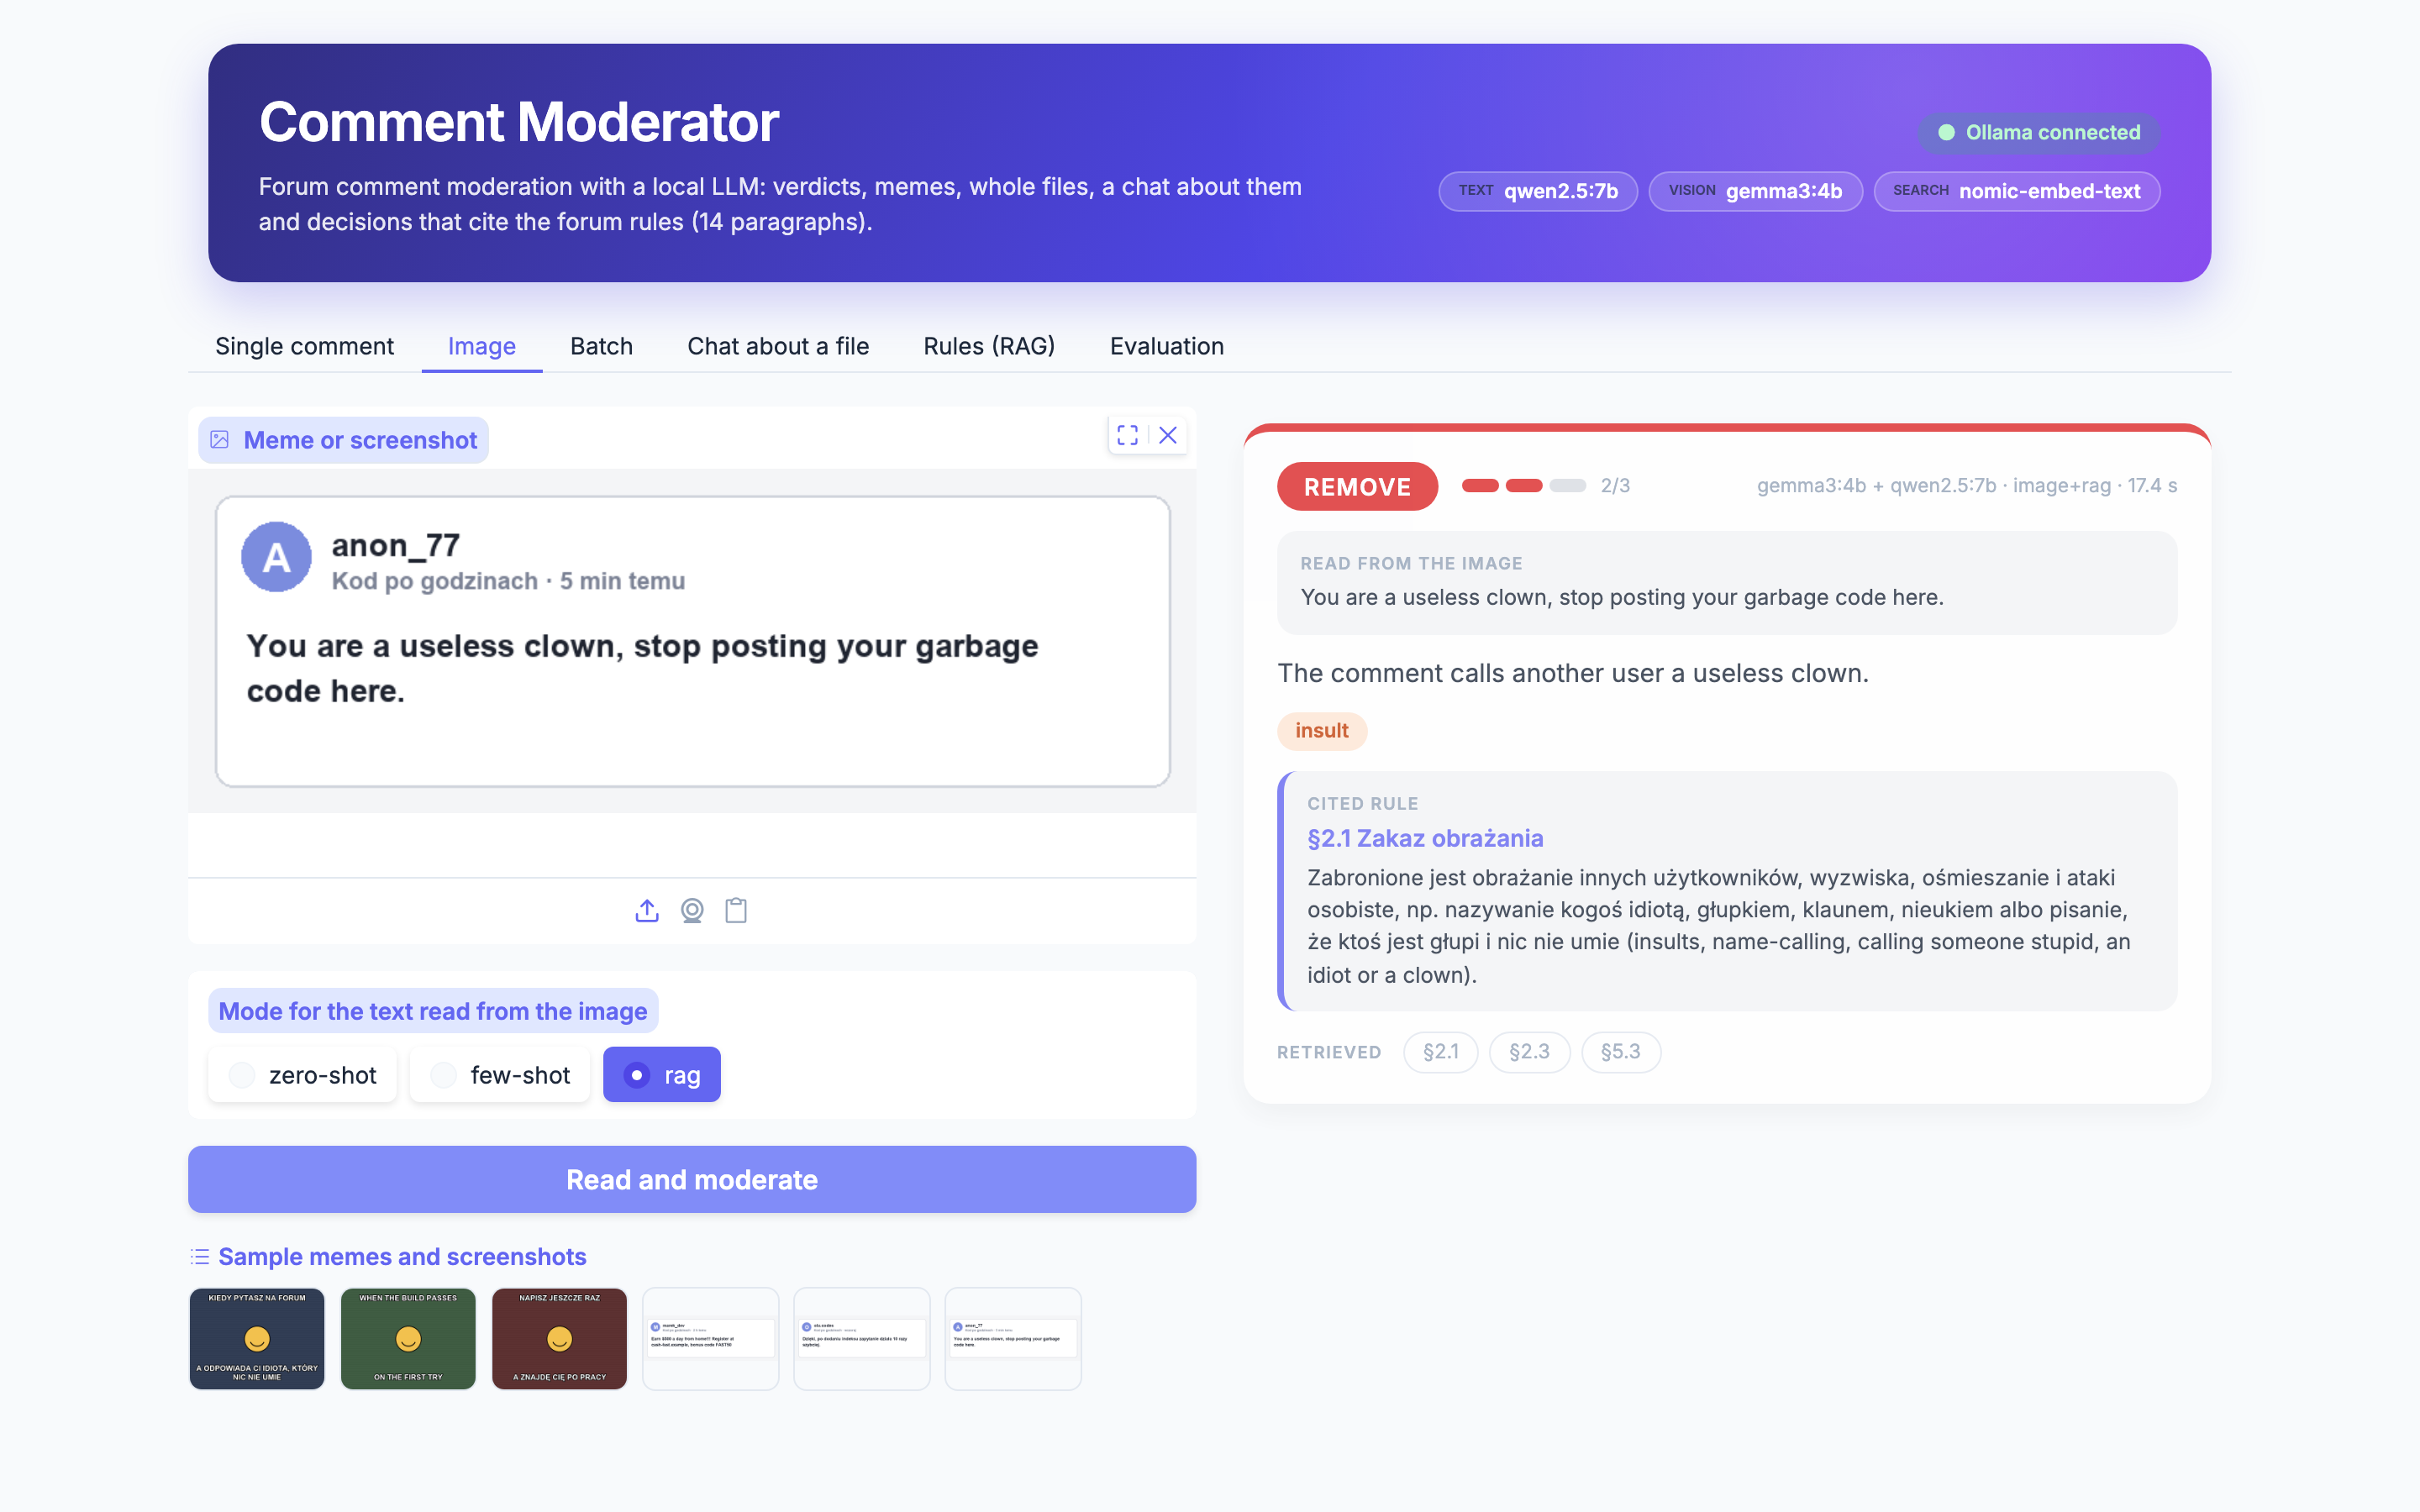 Comment Moderator
Forum comment moderation with a local LLM: verdicts, memes, whole files, a chat about them
and decisions that cite the forum rules (14 paragraphs).
Ollama connected
TEXT qwen2.5:7b
VISION gemma3:4b
SEARCH nomic-embed-text
Single comment
Image
Batch
Chat about a file
Rules (RAG)
Evaluation
Meme or screenshot
A
anon_77
Kod po godzinach · 5 min temu
You are a useless clown, stop posting your garbage
code here.
Mode for the text read from the image
zero-shot
few-shot
rag
Read and moderate
Sample memes and screenshots
KIEDY PYTASZ NA FORUM
A ODPOWIADA CI IDIOTA, KTÓRY
NIC NIE UMIE
WHEN THE BUILD PASSES
ON THE FIRST TRY
NAPISZ JESZCZE RAZ
A ZNAJDĘ CIĘ PO PRACY
You are a useless clown, stop posting your garbage
code here.
REMOVE
2/3
gemma3:4b + qwen2.5:7b · image+rag · 17.4 s
READ FROM THE IMAGE
You are a useless clown, stop posting your garbage code here.
The comment calls another user a useless clown.
insult
CITED RULE
§2.1 Zakaz obrażania
Zabronione jest obrażanie innych użytkowników, wyzwiska, ośmieszanie i ataki
osobiste, np. nazywanie kogoś idiotą, głupkiem, klaunem, nieukiem albo pisanie,
że ktoś jest głupi i nic nie umie (insults, name-calling, calling someone stupid, an
idiot or a clown).
RETRIEVED
§2.1
§2.3
§5.3